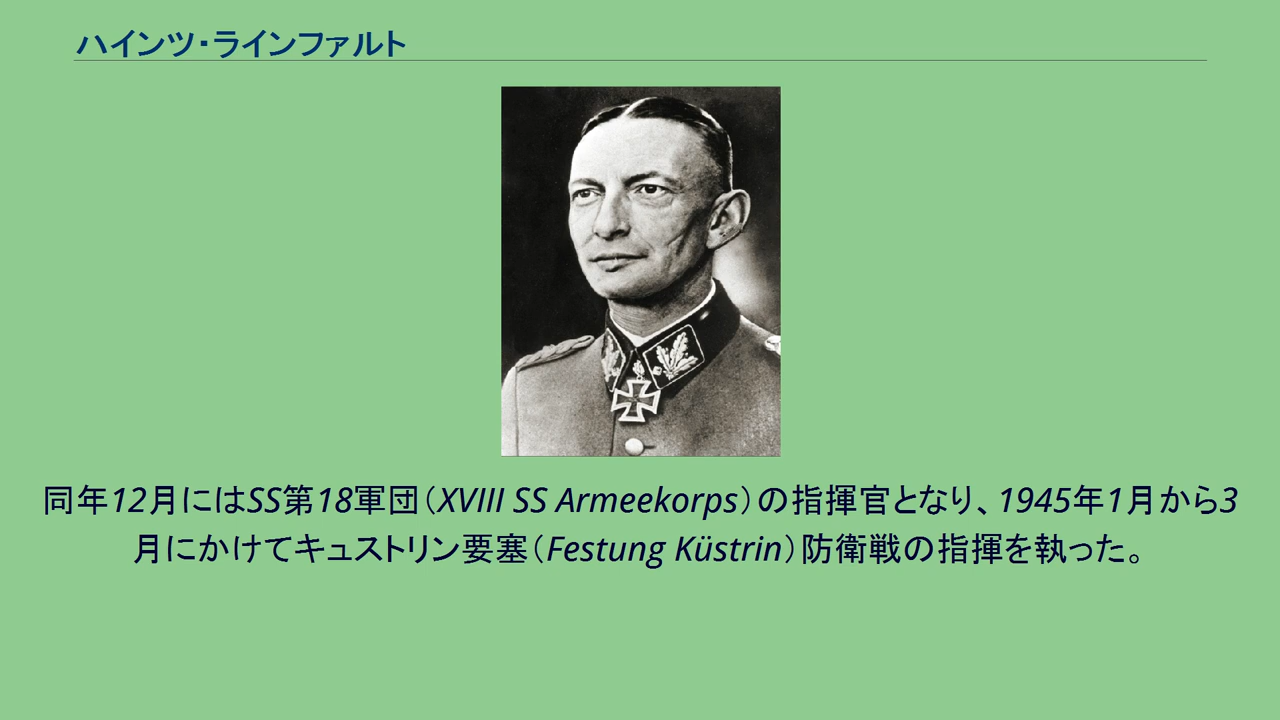 ハインツ・ラインファルト
同年12月にはSS第18軍団（XVIII SS Armeekorps）の指揮官となり、1945年1月から3
月にかけてキュストリン要塞（Festung Küstrin）防衛戦の指揮を執った。